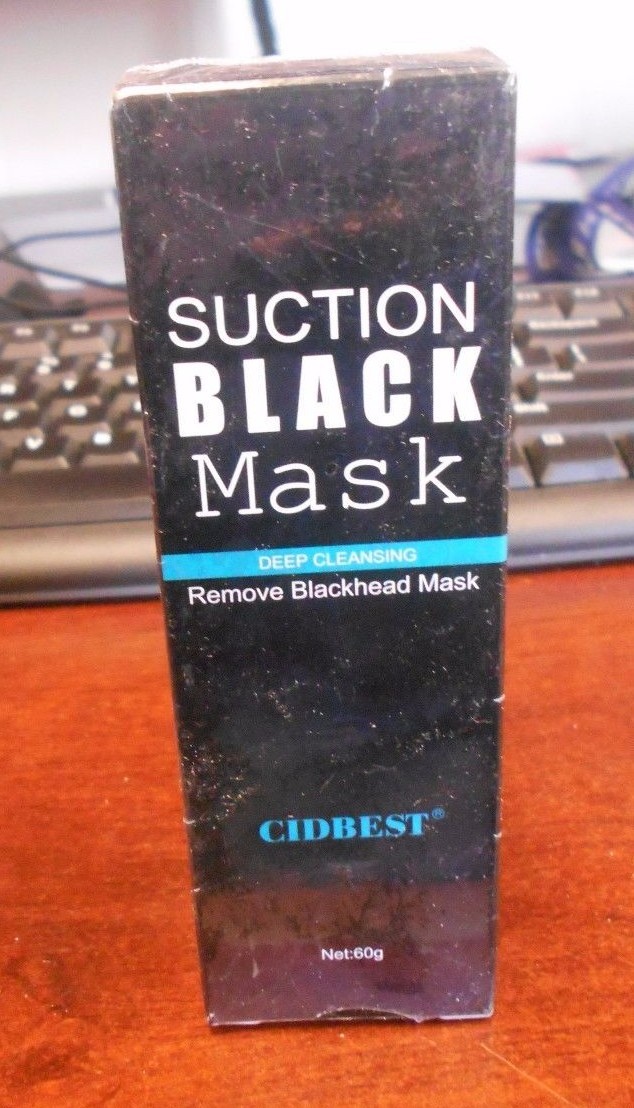 SUCTION
BLACK
Mask
DEEP CLEANSING
Remove Blackhead Mask
CIDBEST®
Net:60g